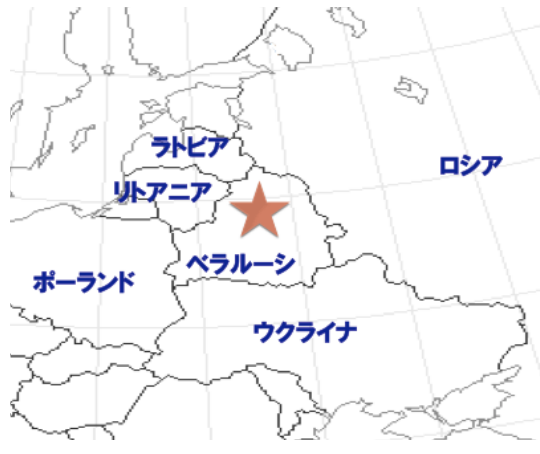 ラトビア
ロシア
リトアニア
ベラルーシ
ポーランド
ウクライナ